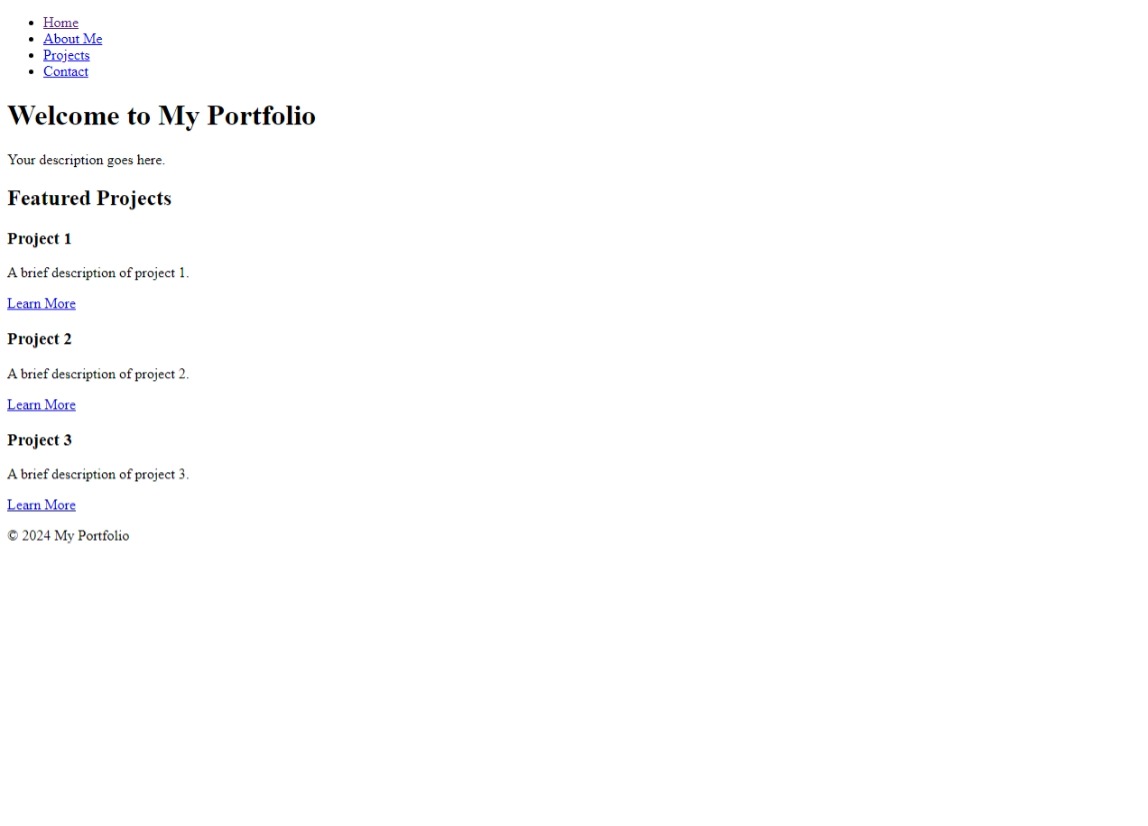 Home
About Me
Projects
Contact
Welcome to My Portfolio
Your description goes here.
Featured Projects
Project 1
A brief description of project 1.
Learn More
Project 2
A brief description of project 2.
Learn More
Project 3
A brief description of project 3.
Learn More
© 2024 My Portfolio